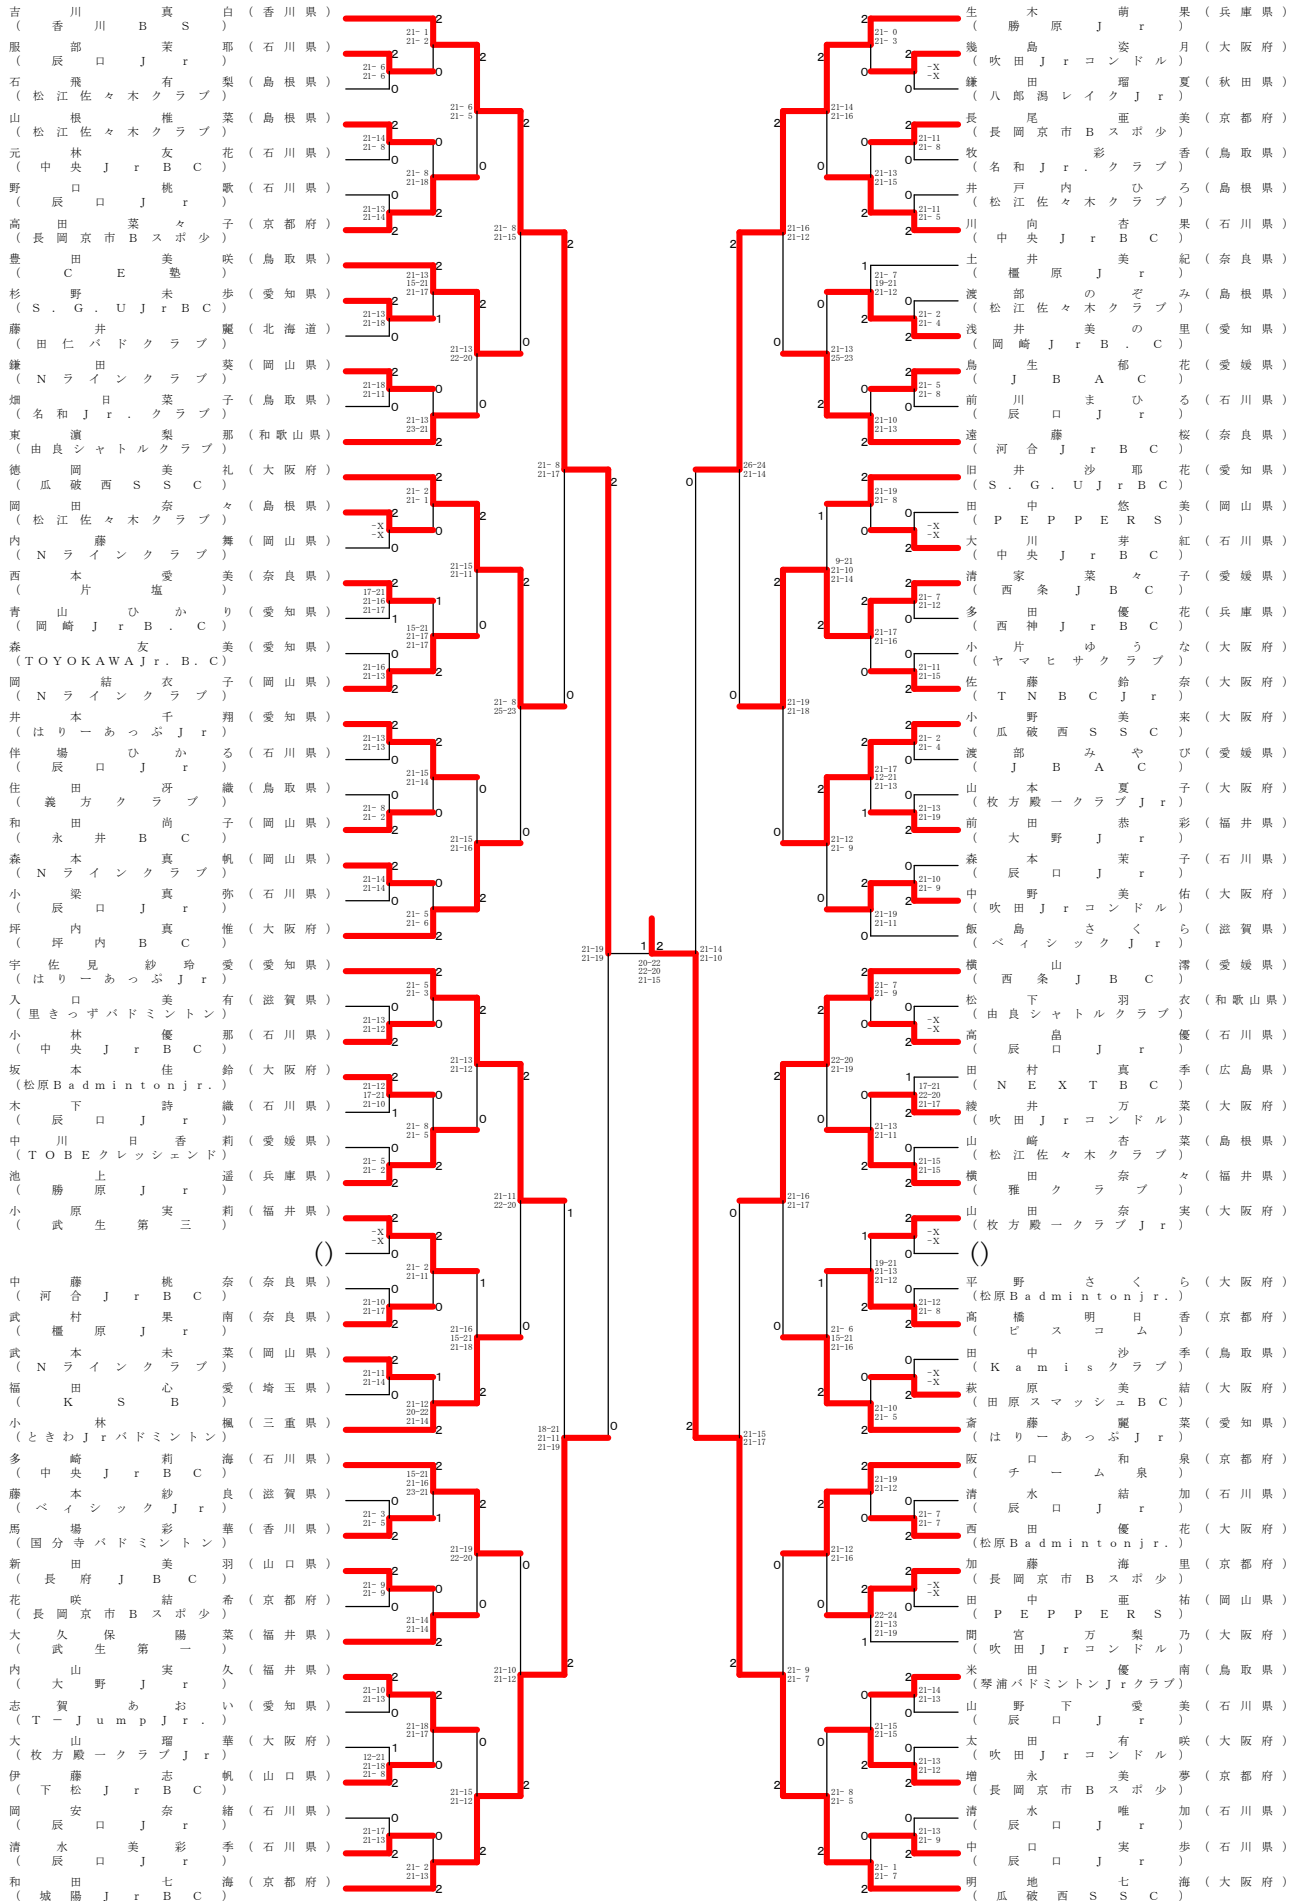 吉川真白(香川県)
(香川BS)
服部茉耶(石川県)
(辰口Jr)
石飛有梨(島根県)
(松江佐々木クラブ)
山根椎菜(島根県)
(松江佐々木クラブ)
元林友花(石川県)
(中央JrBC)
野口桃歌(石川県)
(辰口Jr)
高田菜々子(京都府)
(長岡京市Bスポ少)
豊田美咲(鳥取県)
(CE塾)
杉野未歩(愛知県)
(S.G.UJrBC)
藤井麗(北海道)
(田仁バドクラブ)
鎌田葵(岡山県)
(Nラインクラブ)
畑日菜子(鳥取県)
(名和Jr.クラブ)
東濵梨那(和歌山県)
(由良シャトルクラブ)
徳岡美礼(大阪府)
(瓜破西SSC)
岡田奈々(島根県)
(松江佐々木クラブ)
内藤舞(岡山県)
(Nラインクラブ)
西本愛美(奈良県)
(片塩)
青山ひかり(愛知県)
(岡崎JrB.C)
森友美(愛知県)
(TOYOKAWAJr.B.C)
岡結衣子(岡山県)
(Nラインクラブ)
井本千翔(愛知県)
(はりーあっぷJr)
伴場ひかる(石川県)
(辰口Jr)
住田冴織(鳥取県)
(義方クラブ)
和田尚子(岡山県)
(永井BC)
森本真帆(岡山県)
(Nラインクラブ)
小梁真弥(石川県)
(辰口Jr)
坪内真惟(大阪府)
(坪内BC)
宇佐見紗玲愛(愛知県)
(はりーあっぷJr)
入口美有(滋賀県)
(里きっずバドミントン)
小林優那(石川県)
(中央JrBC)
坂本佳鈴(大阪府)
(松原Badmintonjr.)
木下詩織(石川県)
(辰口Jr)
中川日香莉(愛媛県)
(TOBEクレッシェンド)
池上遥(兵庫県)
(勝原Jr)
小原実莉(福井県)
(武生第三)
()
中藤桃奈(奈良県)
(河合JrBC)
武村果南(奈良県)
(橿原Jr)
武本未菜(岡山県)
(Nラインクラブ)
福田心愛(埼玉県)
(KSB)
小林楓(三重県)
(ときわJrバドミントン)
多崎莉海(石川県)
(中央JrBC)
藤本紗良(滋賀県)
(ベィシックJr)
馬場彩華(香川県)
(国分寺バドミントン)
新田美羽(山口県)
(長府JBC)
花咲結希(京都府)
(長岡京市Bスポ少)
大久保陽菜(福井県)
(武生第一)
内山実久(福井県)
(大野Jr)
志賀あおい(愛知県)
(T-JumpJr.)
大山瑠華(大阪府)
(枚方殿一クラブJr)
伊藤志帆(山口県)
(下松JrBC)
岡安奈緒(石川県)
(辰口Jr)
清水美彩季(石川県)
(辰口Jr)
和田七海(京都府)
(城陽JrBC)
生木萌果(兵庫県)
(勝原Jr)
幾島姿月(大阪府)
(吹田Jrコンドル)
鎌田瑠夏(秋田県)
(八郎潟レイクJr)
長尾亜美(京都府)
(長岡京市Bスポ少)
牧彩香(鳥取県)
(名和Jr.クラブ)
井戸内ひろ(島根県)
(松江佐々木クラブ)
川向杏果(石川県)
(中央JrBC)
土井美紀(奈良県)
(橿原Jr)
渡部のぞみ(島根県)
(松江佐々木クラブ)
浅井美の里(愛知県)
(岡崎JrB.C)
鳥生郁花(愛媛県)
(JBAC)
前川まひる(石川県)
(辰口Jr)
遠藤桜(奈良県)
(河合JrBC)
旧井沙耶花(愛知県)
(S.G.UJrBC)
田中悠美(岡山県)
(PEPPERS)
大川芽紅(石川県)
(中央JrBC)
清家菜々子(愛媛県)
(西条JBC)
多田優花(兵庫県)
(西神JrBC)
小片ゆうな(大阪府)
(ヤマヒサクラブ)
佐藤鈴奈(大阪府)
(TNBCJr)
小野美来(大阪府)
(瓜破西SSC)
渡部みやび(愛媛県)
(JBAC)
山本夏子(大阪府)
(枚方殿一クラブJr)
前田恭彩(福井県)
(大野Jr)
森本茉子(石川県)
(辰口Jr)
中野美佑(大阪府)
(吹田Jrコンドル)
飯島さくら(滋賀県)
(ベィシックJr)
横山澪(愛媛県)
(西条JBC)
松下羽衣(和歌山県)
(由良シャトルクラブ)
高畠優(石川県)
(辰口Jr)
田村真季(広島県)
(NEXTBC)
綾井万菜(大阪府)
(吹田Jrコンドル)
山﨑杏菜(島根県)
(松江佐々木クラブ)
横田奈々(福井県)
(雅クラブ)
山田奈実(大阪府)
(枚方殿一クラブJr)
()
平野さくら(大阪府)
(松原Badmintonjr.)
髙橋明日香(京都府)
(ピスコム)
田中沙季(鳥取県)
(Kamisクラブ)
萩原美結(大阪府)
(田原スマッシュBC)
斎藤麗菜(愛知県)
(はりーあっぷJr)
阪口和泉(京都府)
(チーム泉)
清水結加(石川県)
(辰口Jr)
西田優花(大阪府)
(松原Badmintonjr.)
加藤海里(京都府)
(長岡京市Bスポ少)
田中亜祐(岡山県)
(PEPPERS)
間宮万梨乃(大阪府)
(吹田Jrコンドル)
米田優南(鳥取県)
(琴浦バドミントンJrクラブ)
山野下愛美(石川県)
(辰口Jr)
太田有咲(大阪府)
(吹田Jrコンドル)
増永美夢(京都府)
(長岡京市Bスポ少)
清水唯加(石川県)
(辰口Jr)
中口実歩(石川県)
(辰口Jr)
明地七海(大阪府)
(瓜破西SSC)
1 2
20-22
22-20
21-15